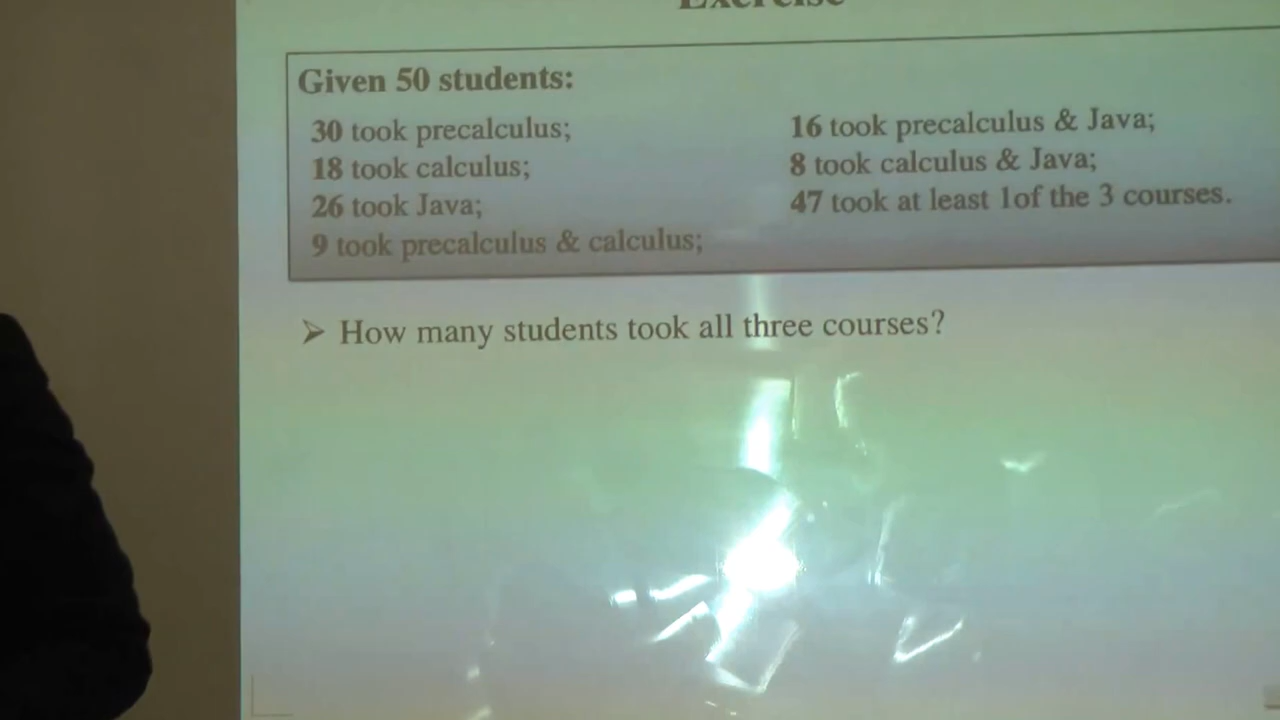 Exercise
Given 50 students:
30 took precalculus;
18 took calculus;
26 took Java;
9 took precalculus & calculus;
16 took precalculus & Java;
8 took calculus & Java;
47 took at least 1of the 3 courses.
➢ How many students took all three courses?